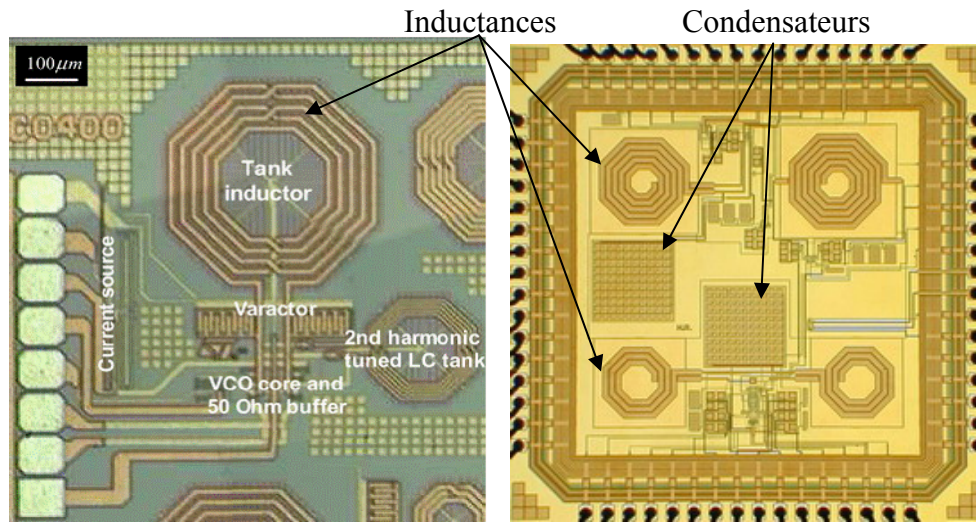 Inductances
Condensateurs
100μm
CO400
Tank
inductor
Current source
Varactor
2nd harmonic
tuned LC tank
VCO core and
50 Ohm buffer